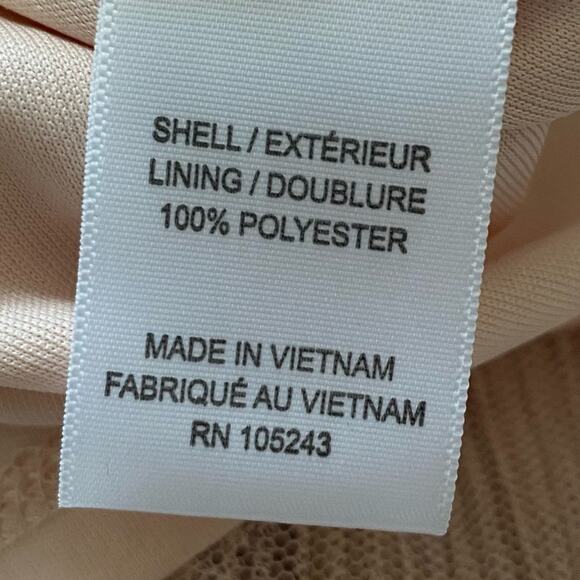 SHELL / EXTÉRIEUR
LINING / DOUBLURE
100% POLYESTER
MADE IN VIETNAM
FABRIQUÉ AU VIETNAM
RN 105243